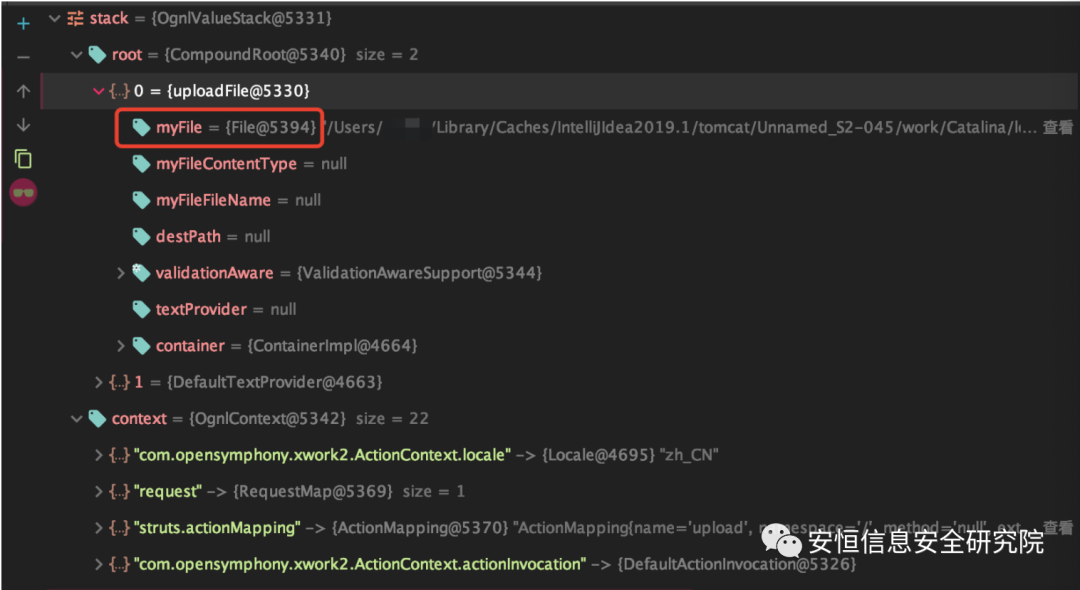 stack = {OgnlValueStack@5331}
root = {CompoundRoot@5340} size = 2
{...} 0 = {uploadFile@5330}
myFile = {File@5394} "/Users/ /Library/Caches/IntelliJIdea2019.1/tomcat/Unnamed_S2-045/work/Catalina/l... 查看
myFileContentType = null
myFileFileName = null
destPath = null
validationAware = {ValidationAwareSupport@5344}
textProvider = null
container = {ContainerImpl@4664}
{...} 1 = {DefaultTextProvider@4663}
context = {OgnlContext@5342} size = 22
{...} "com.opensymphony.xwork2.ActionContext.locale" -> {Locale@4695} "zh_CN"
{...} "request" -> {RequestMap@5369} size = 1
{...} "struts.actionMapping" -> {ActionMapping@5370} "ActionMapping{name='upload', namespace='/', method='null', ext... 查看
{...} "com.opensymphony.xwork2.ActionContext.actionInvocation" -> {DefaultActionInvocation@5326}
安恒信息安全研究院